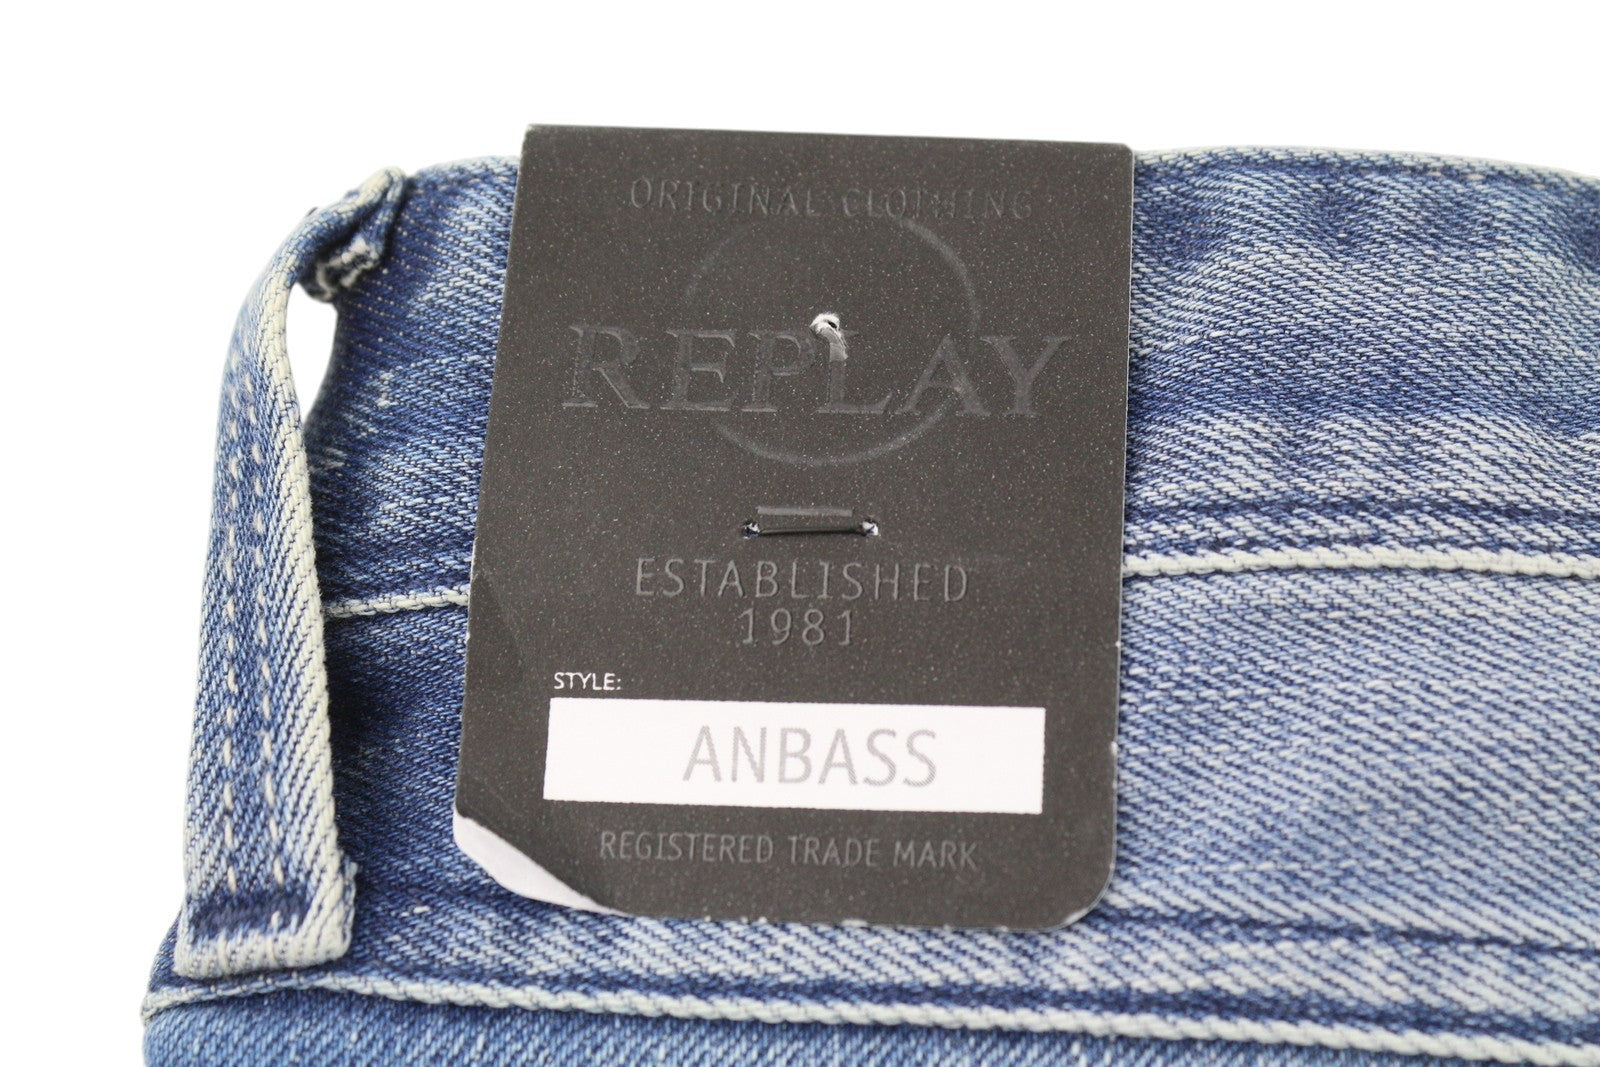 ORIGINAL CLOTHING
REPLAY
ESTABLISHED
1981
STYLE:
ANBASS
REGISTERED TRADE MARK